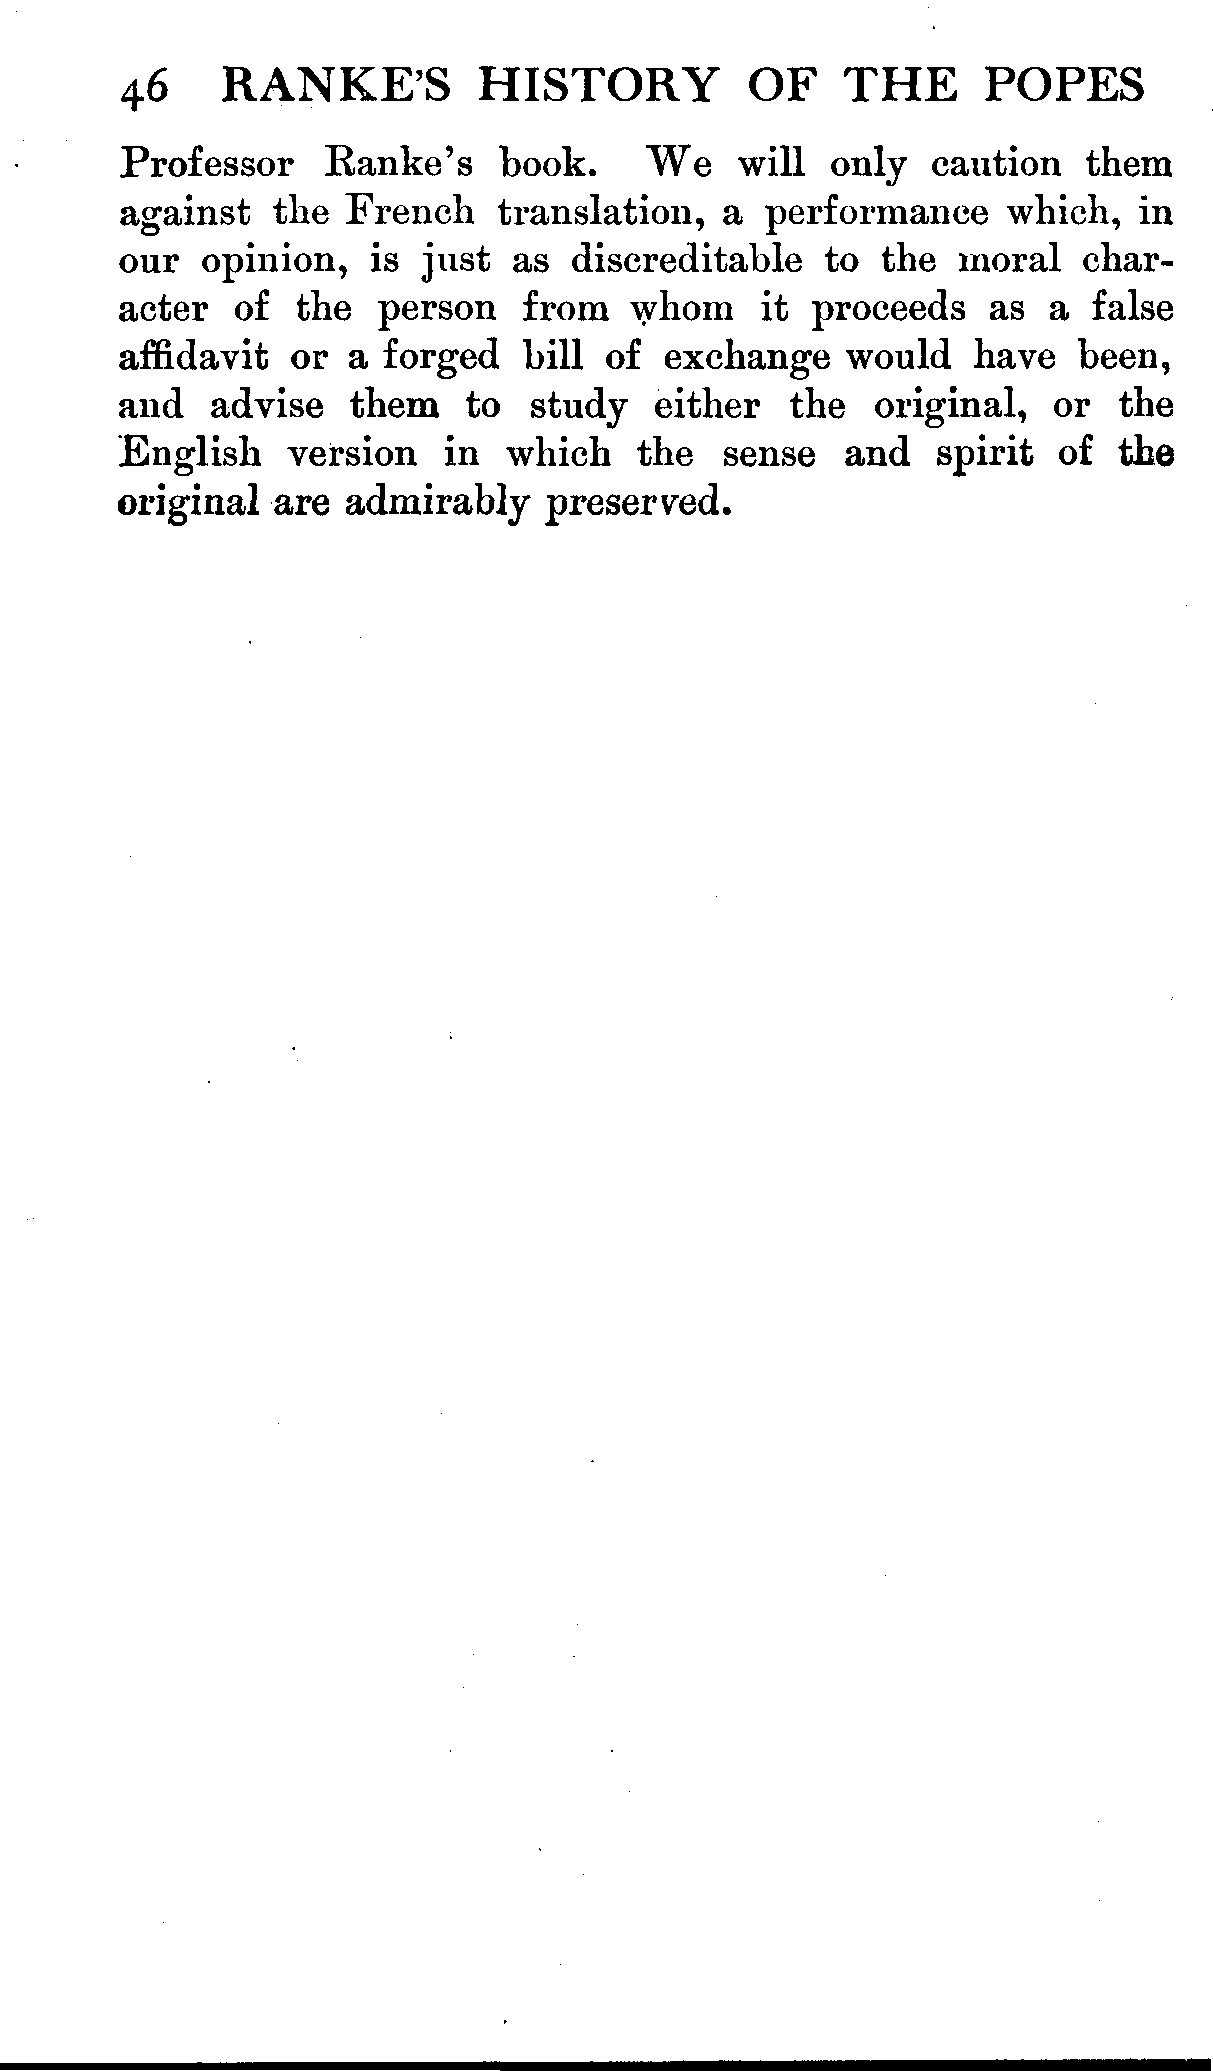 46 RANKE'S HISTORY OF THE POPES
Professor Ranke's book. We will only caution them
against the French translation, a performance which, in
our opinion, is just as discreditable to the moral char-
acter of the person from whom it proceeds as a false
affidavit or a forged bill of exchange would have been,
and advise them to study either the original, or the
English version in which the sense and spirit of the
original are admirably preserved.